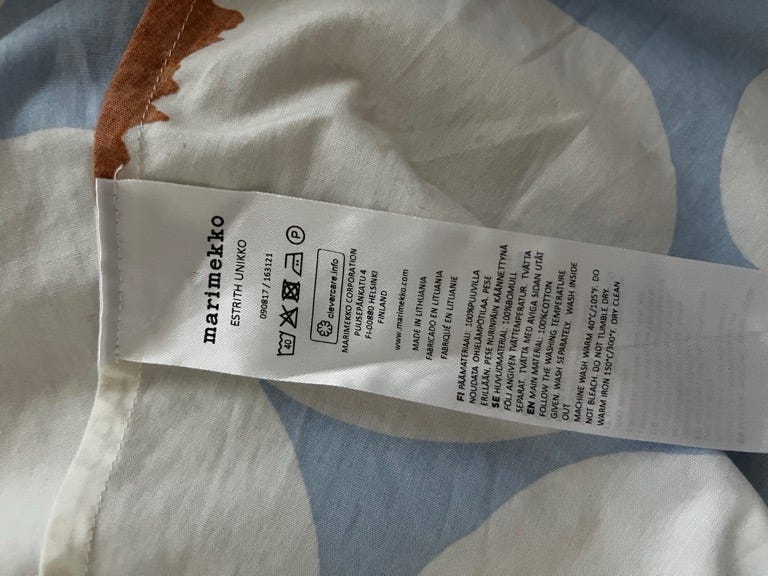 marimekko
ESTRITH UNIKKO
090817 / 163121
40 P
clevercare.info
MARIMEKKO CORPORATION
PUUSEPÄNKATU 4
FI-00880 HELSINKI
FINLAND
www.marimekko.com
MADE IN LITHUANIA
FABRICADO EN LITUANIA
FABRIQUÉ EN LITUANIE
FI PÄÄMATERIAALI: 100%PUUVILLA
NOUDATA OHJELÄMPÖTILAA. PESE
ERILLÄÄN. PESE NURINPÄIN KÄÄNNETTYNÄ
SE HUVUDMATERIAL: 100%BOMULL
FÖLJ ANGIVEN TVÄTTEMPERATUR. TVÄTTA
SEPARAT. TVÄTTA MED AVIGA SIDAN UTÅT
EN MAIN MATERIAL: 100%COTTON
FOLLOW THE WASHING TEMPERATURE
GIVEN. WASH SEPARATELY. WASH INSIDE
OUT
MACHINE WASH WARM 40°C/105°F. DO
NOT BLEACH. DO NOT TUMBLE DRY.
WARM IRON 150°C/300°F. DRY CLEAN